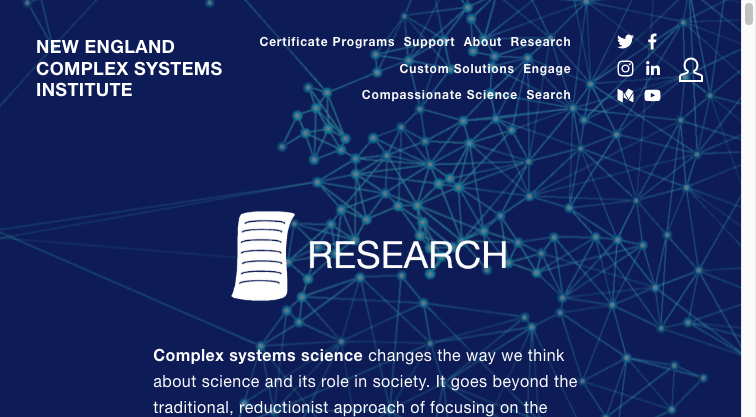 NEW ENGLAND
COMPLEX SYSTEMS
INSTITUTE
Certificate Programs Support About Research
Custom Solutions Engage
Compassionate Science Search
RESEARCH
Complex systems science changes the way we think
about science and its role in society. It goes beyond the
traditional, reductionist approach of focusing on the